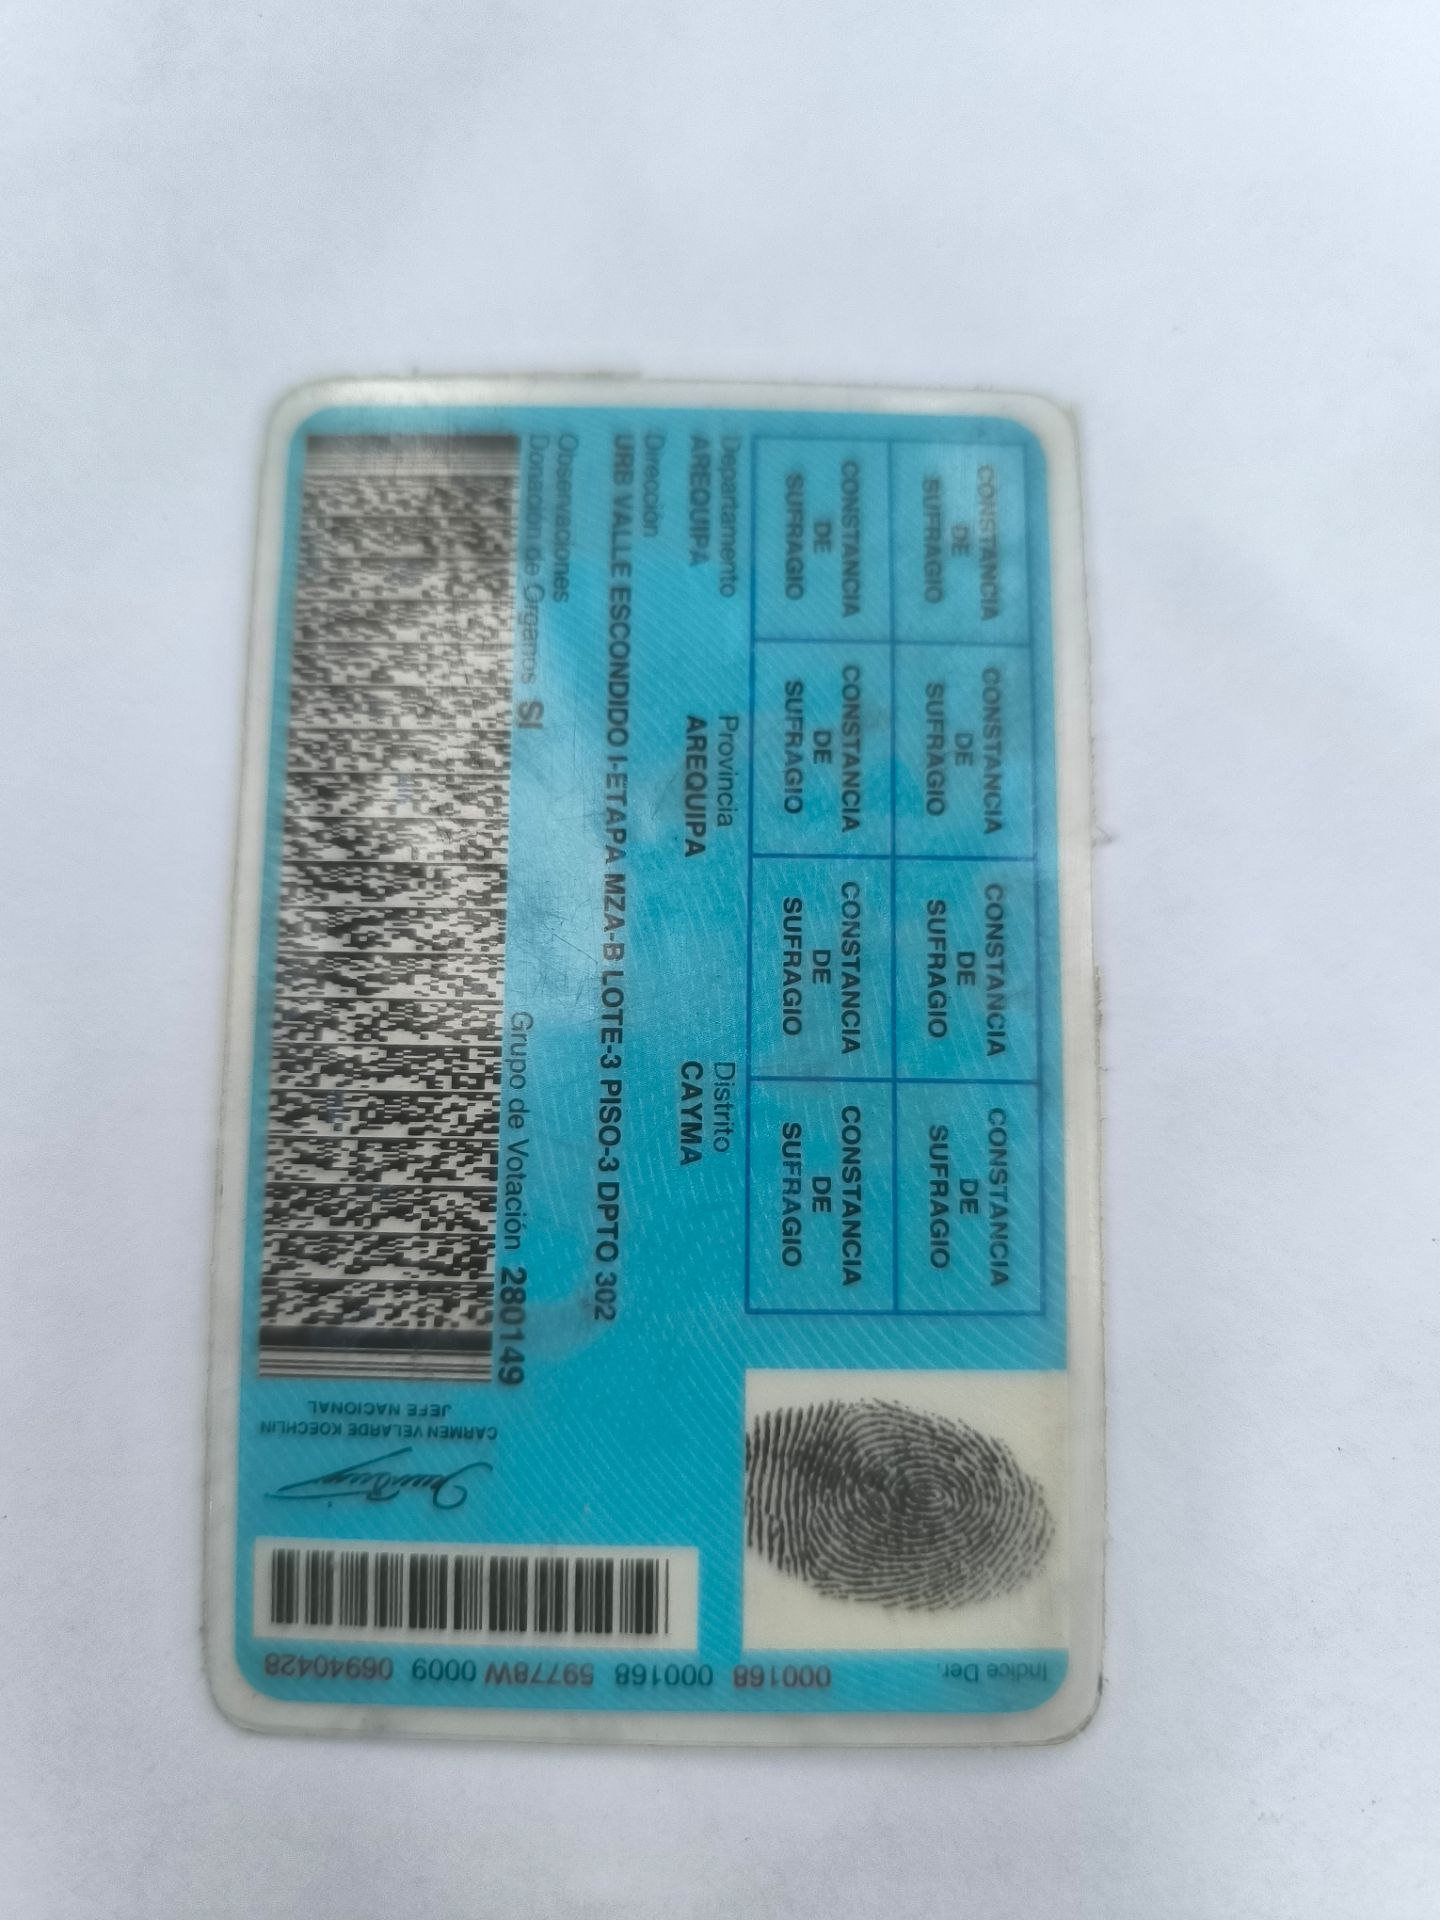 CONSTANCIA
DE
SUFRAGIO
CONSTANCIA
DE
SUFRAGIO
CONSTANCIA
DE
SUFRAGIO
CONSTANCIA
DE
SUFRAGIO
CONSTANCIA
DE
SUFRAGIO
CONSTANCIA
DE
SUFRAGIO
CONSTANCIA
DE
SUFRAGIO
CONSTANCIA
DE
SUFRAGIO
Departamento Provincia Distrito
AREQUIPA AREQUIPA CAYMA
Dirección
URB VALLE ESCONDIDO I-ETAPA MZA-B LOTE-3 PISO-3 DPTO 302
Observaciones
Donación de Organos SI Grupo de Votación 280149
Indice Der.
CARMEN VELARDE KOECHLIN
JEFE NACIONAL
000168 000168 59778W 0009 06940428